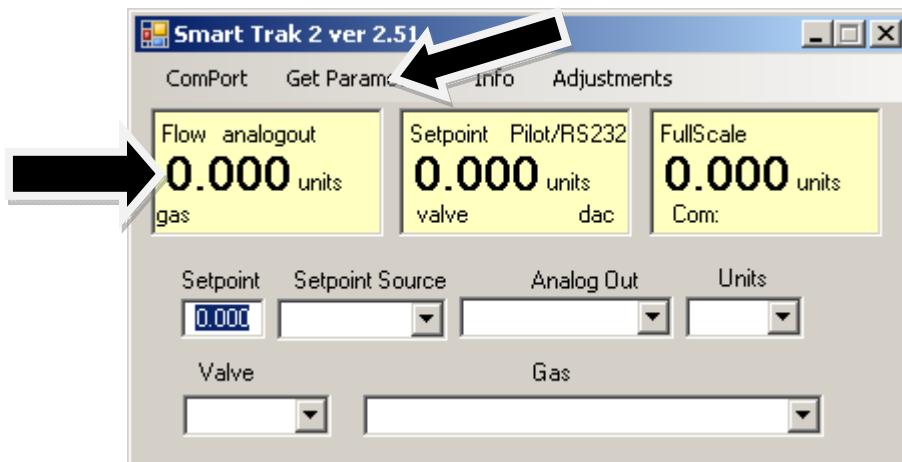 Smart Trak 2 ver 2.51
ComPort Get Param Info Adjustments
Flow analogout
0.000 units
gas
Setpoint Pilot/RS232
0.000 units
valve dac
FullScale
0.000 units
Com:
Setpoint Setpoint Source Analog Out Units
0.000
Valve Gas